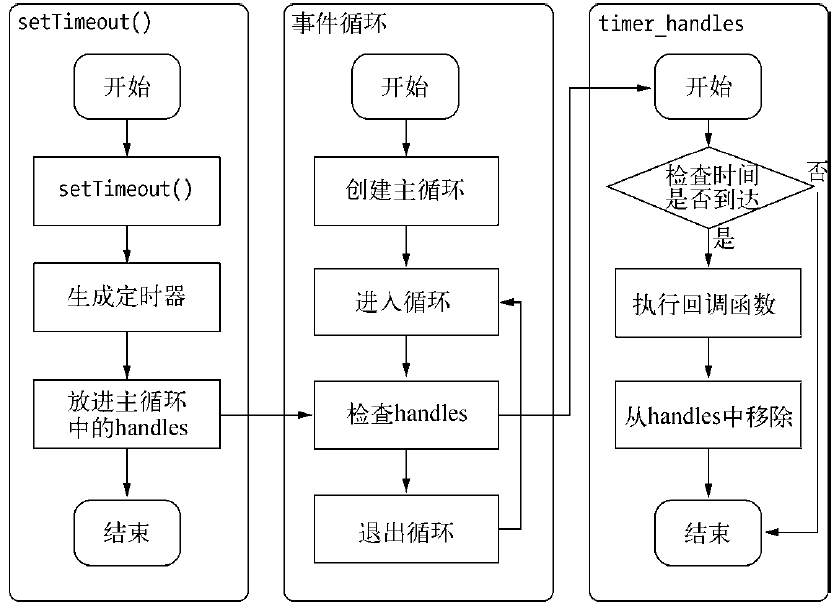 setTimeout()
开始
setTimeout()
生成定时器
放进主循环
中的handles
结束
事件循环
开始
创建主循环
进入循环
检查handles
退出循环
timer_handles
开始
检查时间
是否到达
否
是
执行回调函数
从handles中移除
结束